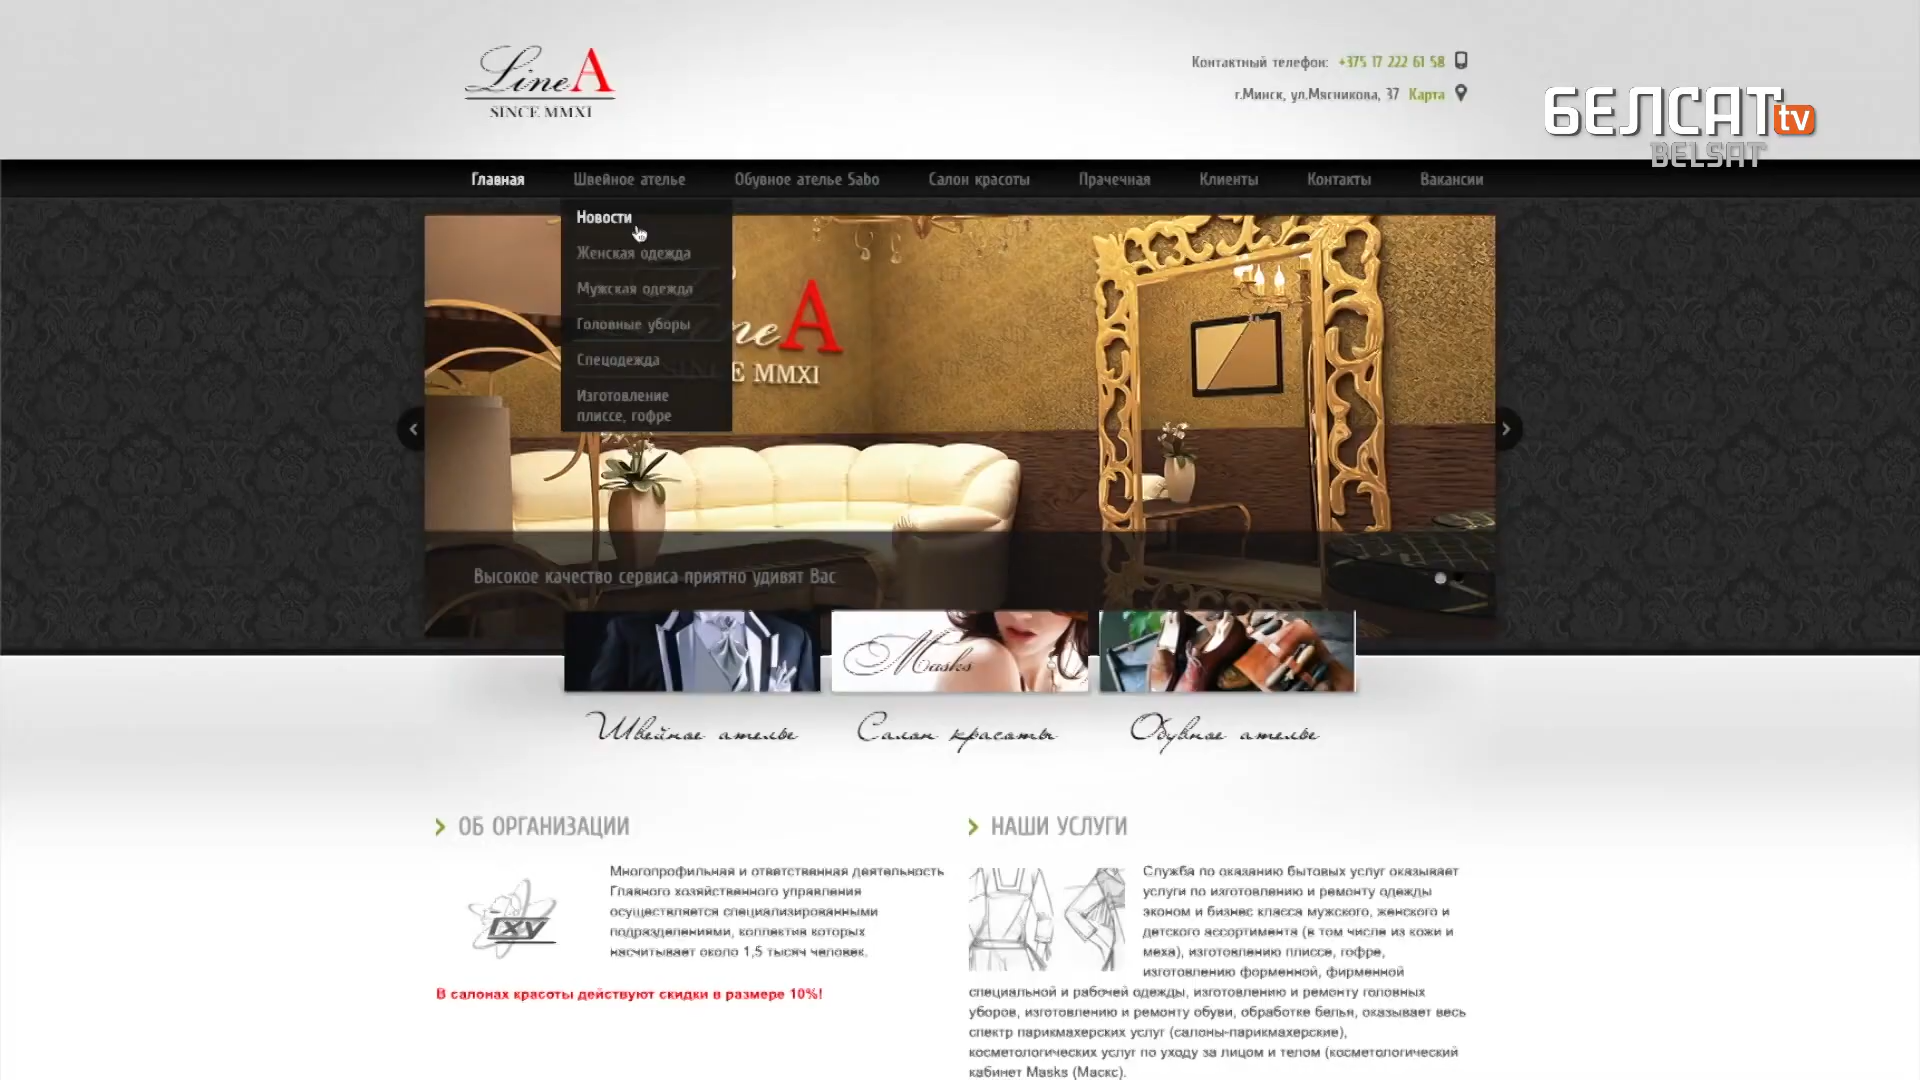 LineA
SINCE MMXI
Контактный телефон: +375 17 222 61 58
г.Минск, ул.Мясникова, 37 Карта
БЕЛСАТ tv
BELSAT
Главная Швейное ателье Обувное ателье Sabo Салон красоты Прачечная Клиенты Контакты Вакансии
Новости
Женская одежда
Мужская одежда
Головные уборы
Спецодежда
Изготовление
плиссе, гофре
neA
E MMXI
Высокое качество сервиса приятно удивят Вас
Masks
Швейное ателье Салон красоты Обувное ателье
ОБ ОРГАНИЗАЦИИ
ГХУ
Многопрофильная и ответственная деятельность
Главного хозяйственного управления
осуществляется специализированными
подразделениями, коллектив которых
насчитывает около 1,5 тысяч человек.
В салонах красоты действуют скидки в размере 10%!
НАШИ УСЛУГИ
Служба по оказанию бытовых услуг оказывает
услуги по изготовлению и ремонту одежды
эконом и бизнес класса мужского, женского и
детского ассортимента (в том числе из кожи и
меха), изготовлению плиссе, гофре,
изготовлению форменной, фирменной
специальной и рабочей одежды, изготовлению и ремонту головных
уборов, изготовлению и ремонту обуви, обработке белья, оказывает весь
спектр парикмахерских услуг (салоны-парикмахерские),
косметологических услуг по уходу за лицом и телом (косметологический
кабинет Masks (Маскс).